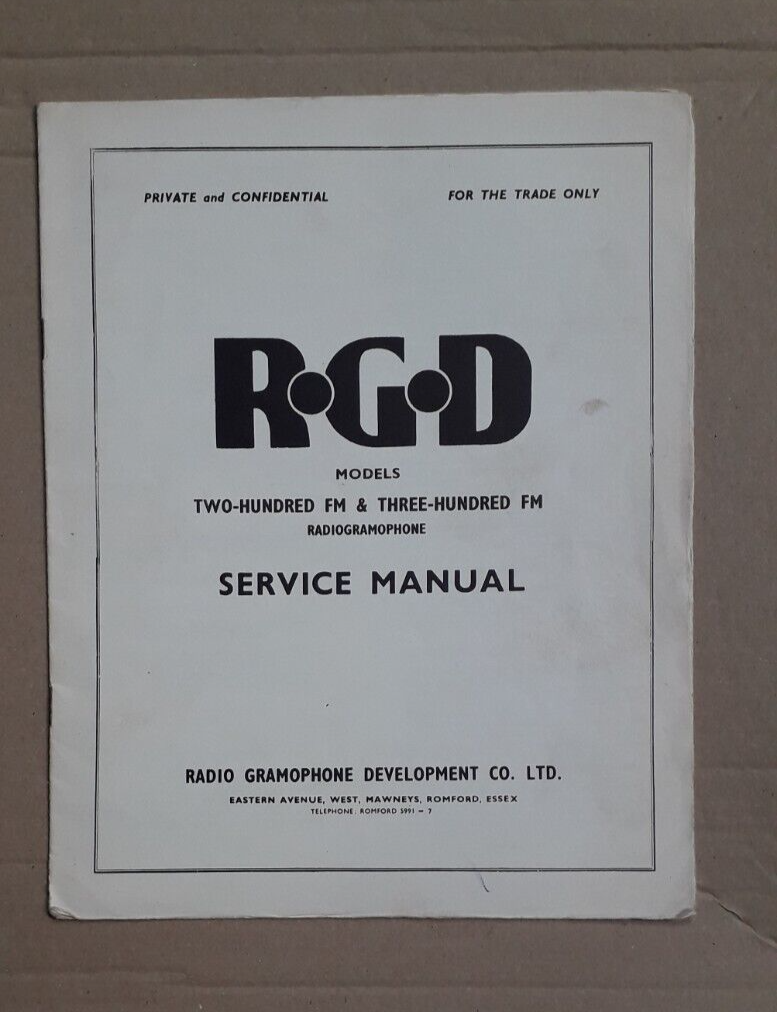 PRIVATE and CONFIDENTIAL FOR THE TRADE ONLY
R·G·D
MODELS
TWO-HUNDRED FM & THREE-HUNDRED FM
RADIOGRAMOPHONE
SERVICE MANUAL
RADIO GRAMOPHONE DEVELOPMENT CO. LTD.
EASTERN AVENUE, WEST, MAWNEYS, ROMFORD, ESSEX
TELEPHONE: ROMFORD 5991 – 7